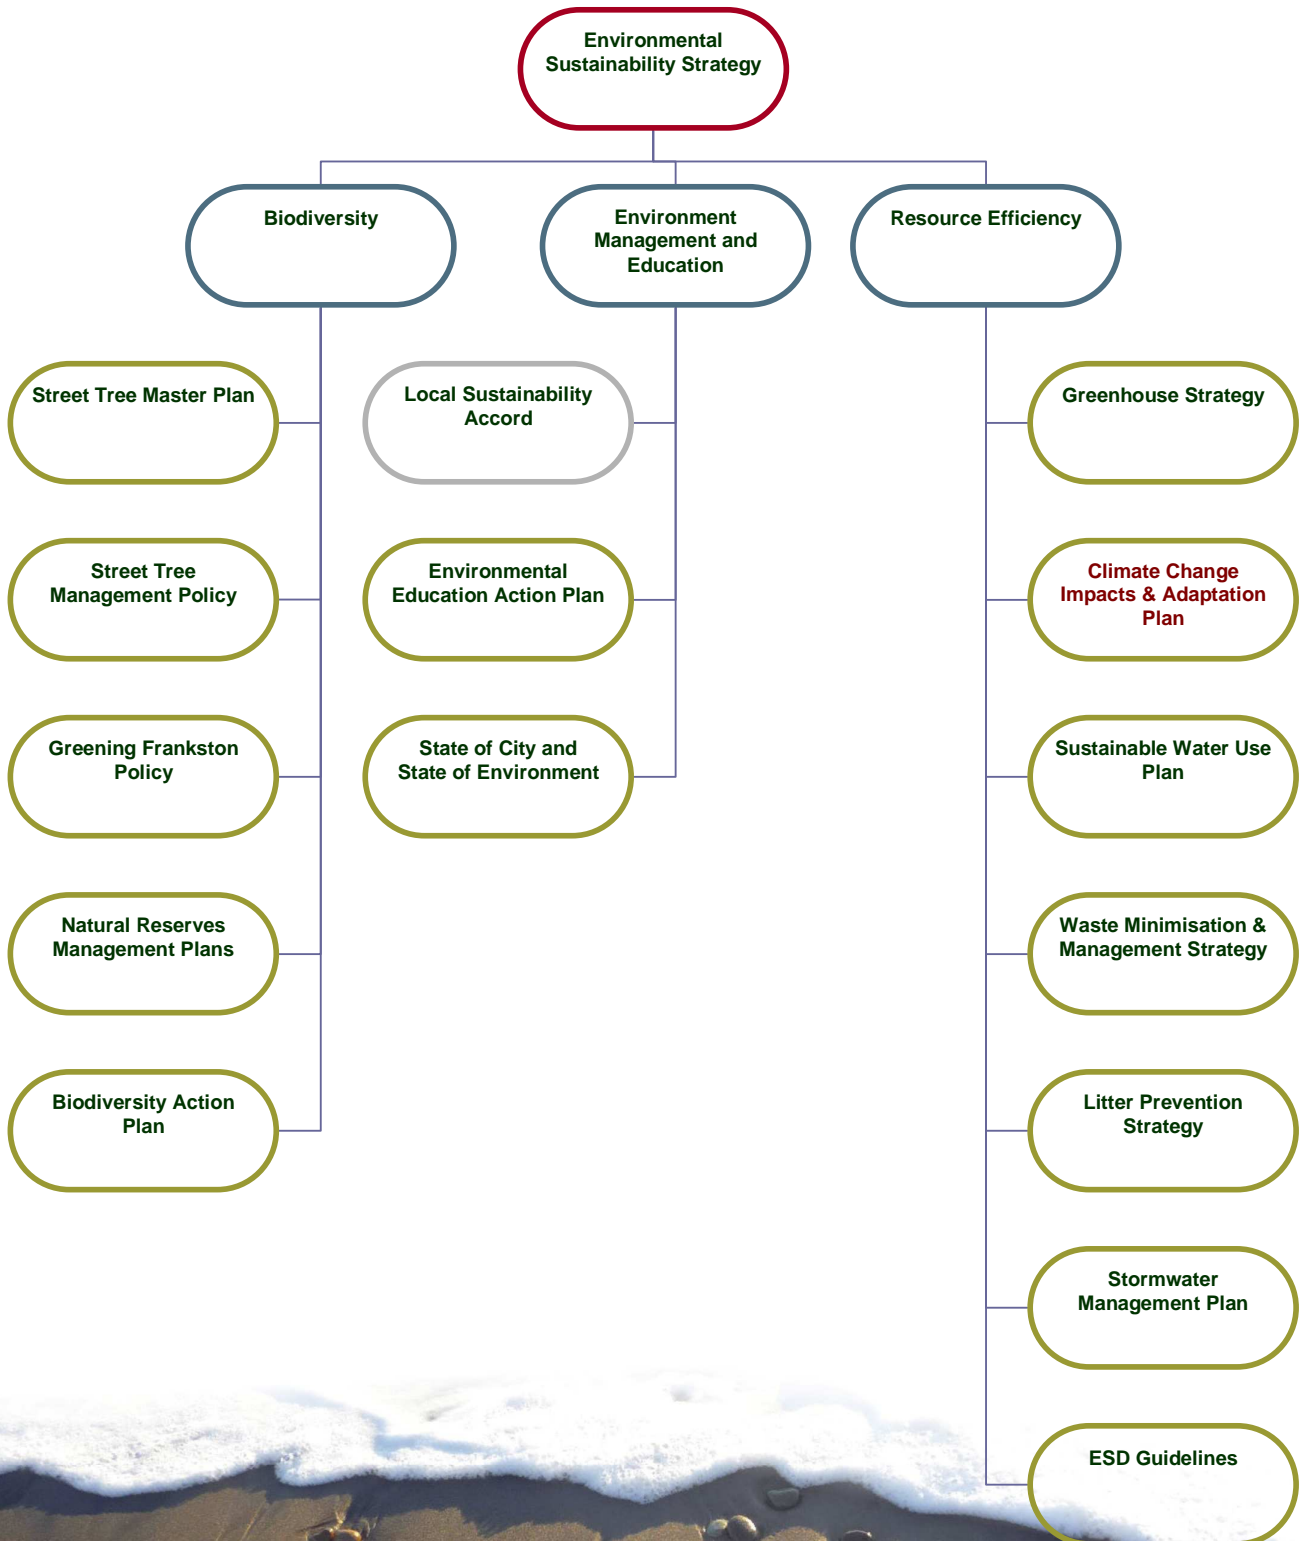 Environmental
Sustainability Strategy
Biodiversity
Environment
Management and
Education
Resource Efficiency
Street Tree Master Plan
Local Sustainability
Accord
Greenhouse Strategy
Street Tree
Management Policy
Environmental
Education Action Plan
Climate Change
Impacts & Adaptation
Plan
Greening Frankston
Policy
State of City and
State of Environment
Sustainable Water Use
Plan
Natural Reserves
Management Plans
Waste Minimisation &
Management Strategy
Biodiversity Action
Plan
Litter Prevention
Strategy
Stormwater
Management Plan
ESD Guidelines